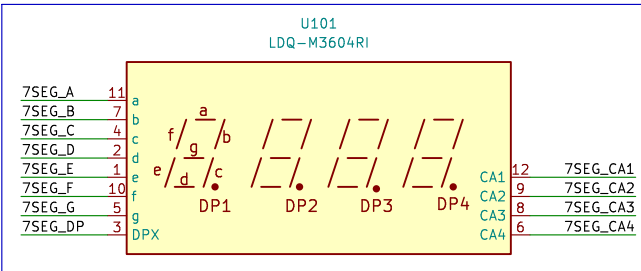 U101
LDQ-M3604RI
7SEG_A 11 a
7SEG_B 7 b
7SEG_C 4 c
7SEG_D 2 d
7SEG_E 1 e
7SEG_F 10 f
7SEG_G 5 g
7SEG_DP 3 DPX
a
f b
g
e c
d
DP1 DP2 DP3 DP4
CA1 12 7SEG_CA1
CA2 9 7SEG_CA2
CA3 8 7SEG_CA3
CA4 6 7SEG_CA4